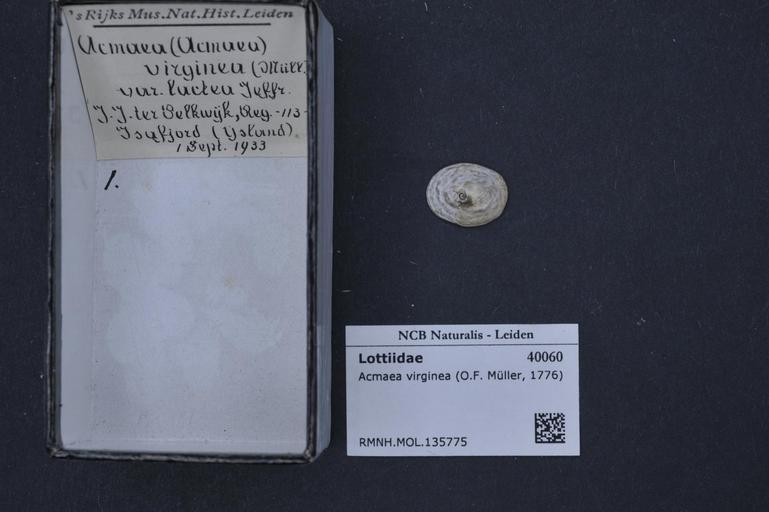 's Rijks Mus. Nat. Hist. Leiden
Acmaea (Acmaea)
virginea (Müll.
var. lactea Jeffr.
J. J. ter Pelkwijk, Reg. -113-
Isafjord (IJsland).
1 Sept. 1933
1.
NCB Naturalis - Leiden
Lottiidae 40060
Acmaea virginea (O.F. Müller, 1776)
RMNH.MOL.135775